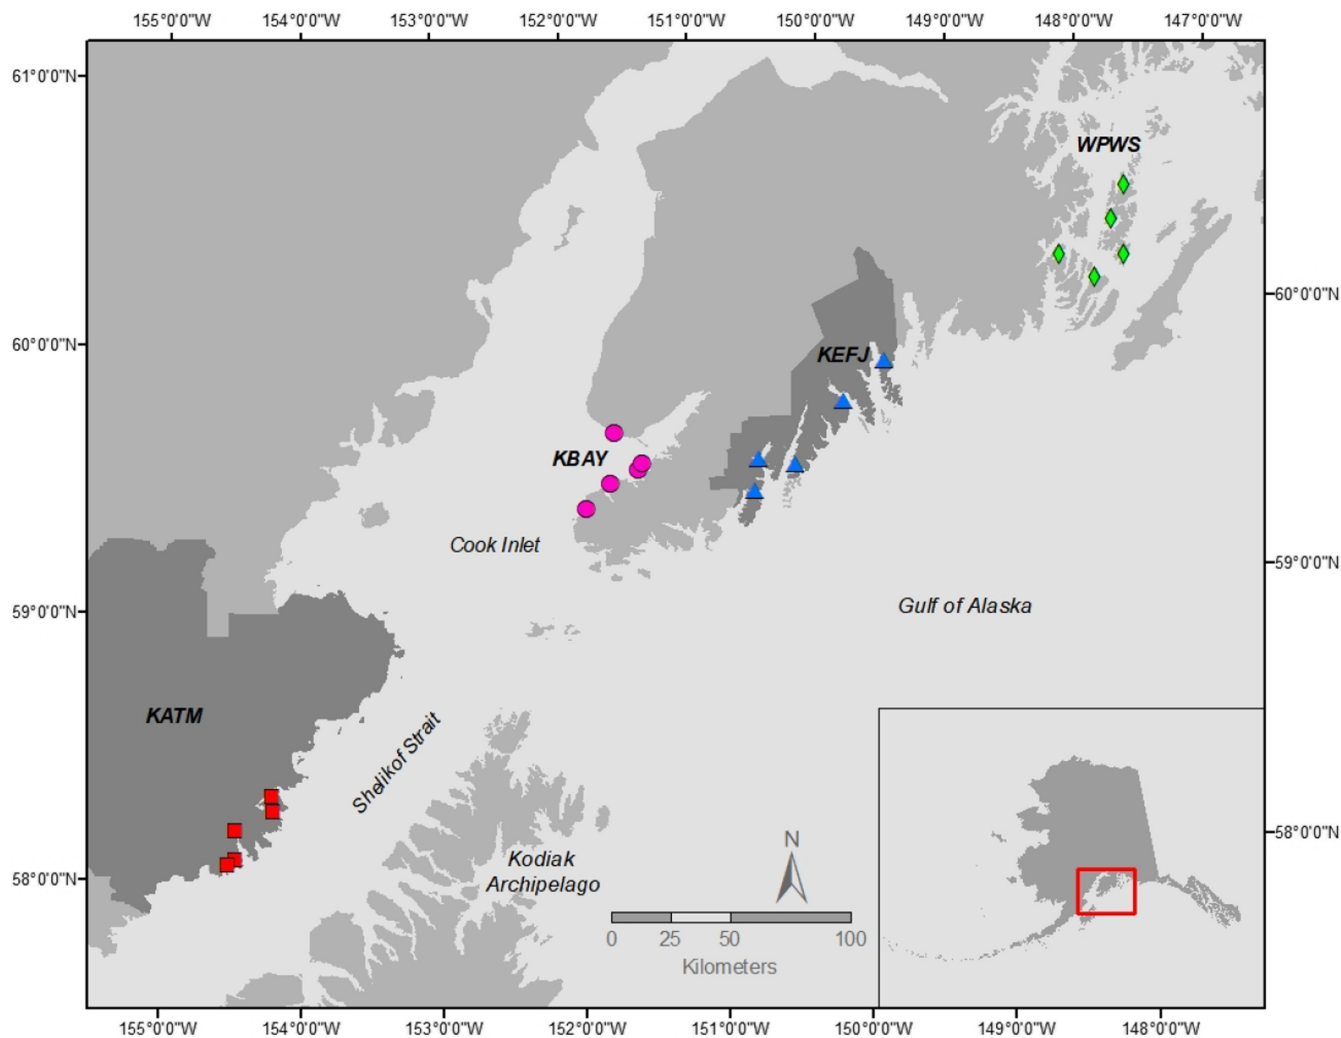 155°0'0"W 154°0'0"W 153°0'0"W 152°0'0"W 151°0'0"W 150°0'0"W 149°0'0"W 148°0'0"W 147°0'0"W
61°0'0"N
WPWS
60°0'0"N
60°0'0"N
KEFJ
KBAY
Cook Inlet
59°0'0"N
Gulf of Alaska
59°0'0"N
KATM
Shelikof Strait
58°0'0"N
N
Kodiak
Archipelago
58°0'0"N
0 25 50 100
Kilometers
155°0'0"W 154°0'0"W 153°0'0"W 152°0'0"W 151°0'0"W 150°0'0"W 149°0'0"W 148°0'0"W